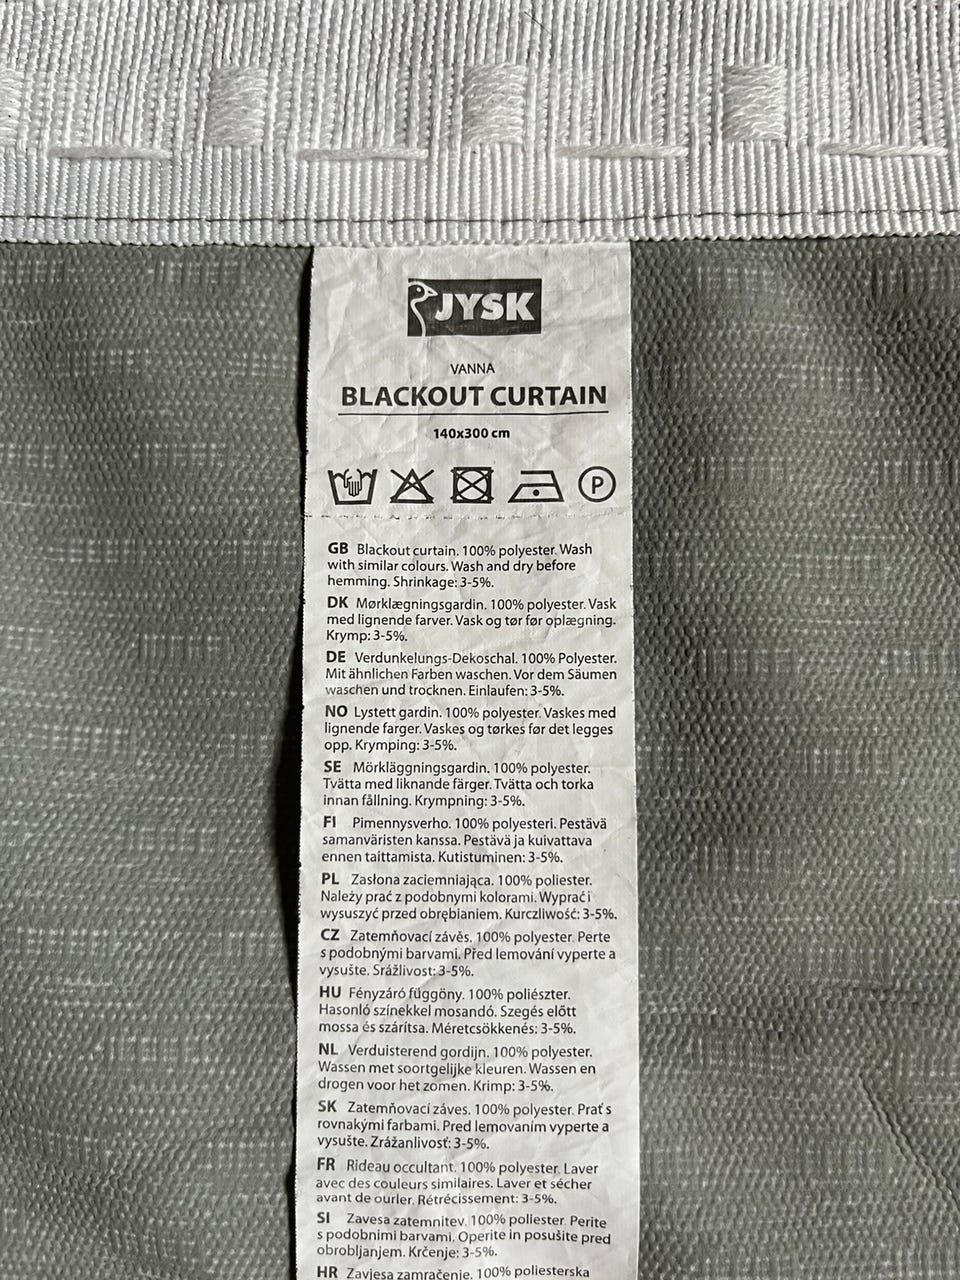 JYSK
VANNA
BLACKOUT CURTAIN
140x300 cm
P
GB Blackout curtain. 100% polyester. Wash
with similar colours. Wash and dry before
hemming. Shrinkage: 3-5%.
DK Mørklægningsgardin. 100% polyester. Vask
med lignende farver. Vask og tør før oplægning.
Krymp: 3-5%.
DE Verdunkelungs-Dekoschal. 100% Polyester.
Mit ähnlichen Farben waschen. Vor dem Säumen
waschen und trocknen. Einlaufen: 3-5%.
NO Lystett gardin. 100% polyester. Vaskes med
lignende farger. Vaskes og tørkes før det legges
opp. Krymping: 3-5%.
SE Mörkläggningsgardin. 100% polyester.
Tvätta med liknande färger. Tvätta och torka
innan fållning. Krympning: 3-5%.
FI Pimennysverho. 100% polyesteri. Pestävä
samanväristen kanssa. Pestävä ja kuivattava
ennen taittamista. Kutistuminen: 3-5%.
PL Zasłona zaciemniająca. 100% poliester.
Należy prać z podobnymi kolorami. Wyprać i
wysuszyć przed obrębianiem. Kurczliwość: 3-5%.
CZ Zatemňovací závěs. 100% polyester. Perte
s podobnými barvami. Před lemování vyperte a
vysušte. Srážlivost: 3-5%.
HU Fényzáró függöny. 100% poliészter.
Hasonló színekkel mosandó. Szegés előtt
mossa és szárítsa. Méretcsökkenés: 3-5%.
NL Verduisterend gordijn. 100% polyester.
Wassen met soortgelijke kleuren. Wassen en
drogen voor het zomen. Krimp: 3-5%.
SK Zatemňovací záves. 100% polyester. Prať s
rovnakými farbami. Pred lemovaním vyperte a
vysušte. Zrážanlivosť: 3-5%.
FR Rideau occultant. 100% polyester. Laver
avec des couleurs similaires. Laver et sécher
avant de ourler. Rétrécissement: 3-5%.
SI Zavesa zatemnitev. 100% poliester. Perite
s podobnimi barvami. Operite in posušite pred
obrobljanjem. Krčenje: 3-5%.
HR Zavjesa zamračenje. 100% poliesterska